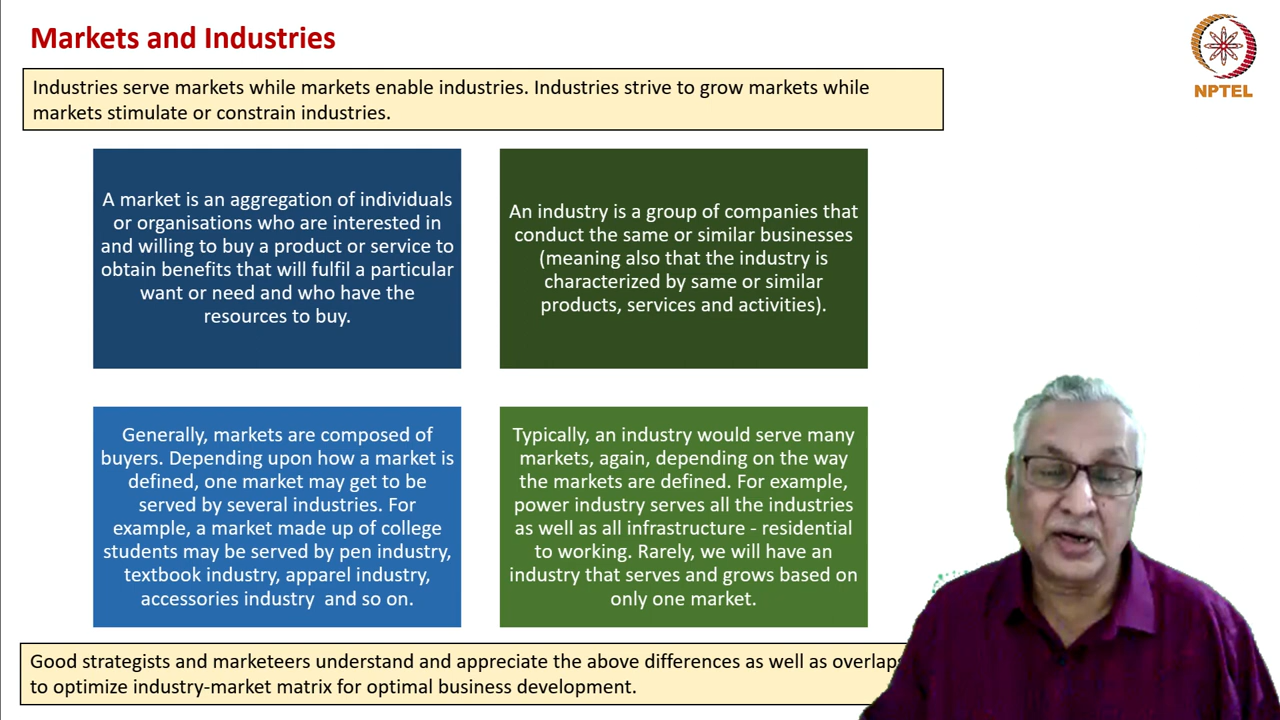 Markets and Industries
NPTEL
Industries serve markets while markets enable industries. Industries strive to grow markets while
markets stimulate or constrain industries.
A market is an aggregation of individuals
or organisations who are interested in
and willing to buy a product or service to
obtain benefits that will fulfil a particular
want or need and who have the
resources to buy.
An industry is a group of companies that
conduct the same or similar businesses
(meaning also that the industry is
characterized by same or similar
products, services and activities).
Generally, markets are composed of
buyers. Depending upon how a market is
defined, one market may get to be
served by several industries. For
example, a market made up of college
students may be served by pen industry,
textbook industry, apparel industry,
accessories industry and so on.
Typically, an industry would serve many
markets, again, depending on the way
the markets are defined. For example,
power industry serves all the industries
as well as all infrastructure - residential
to working. Rarely, we will have an
industry that serves and grows based on
only one market.
Good strategists and marketeers understand and appreciate the above differences as well as overlaps
to optimize industry-market matrix for optimal business development.